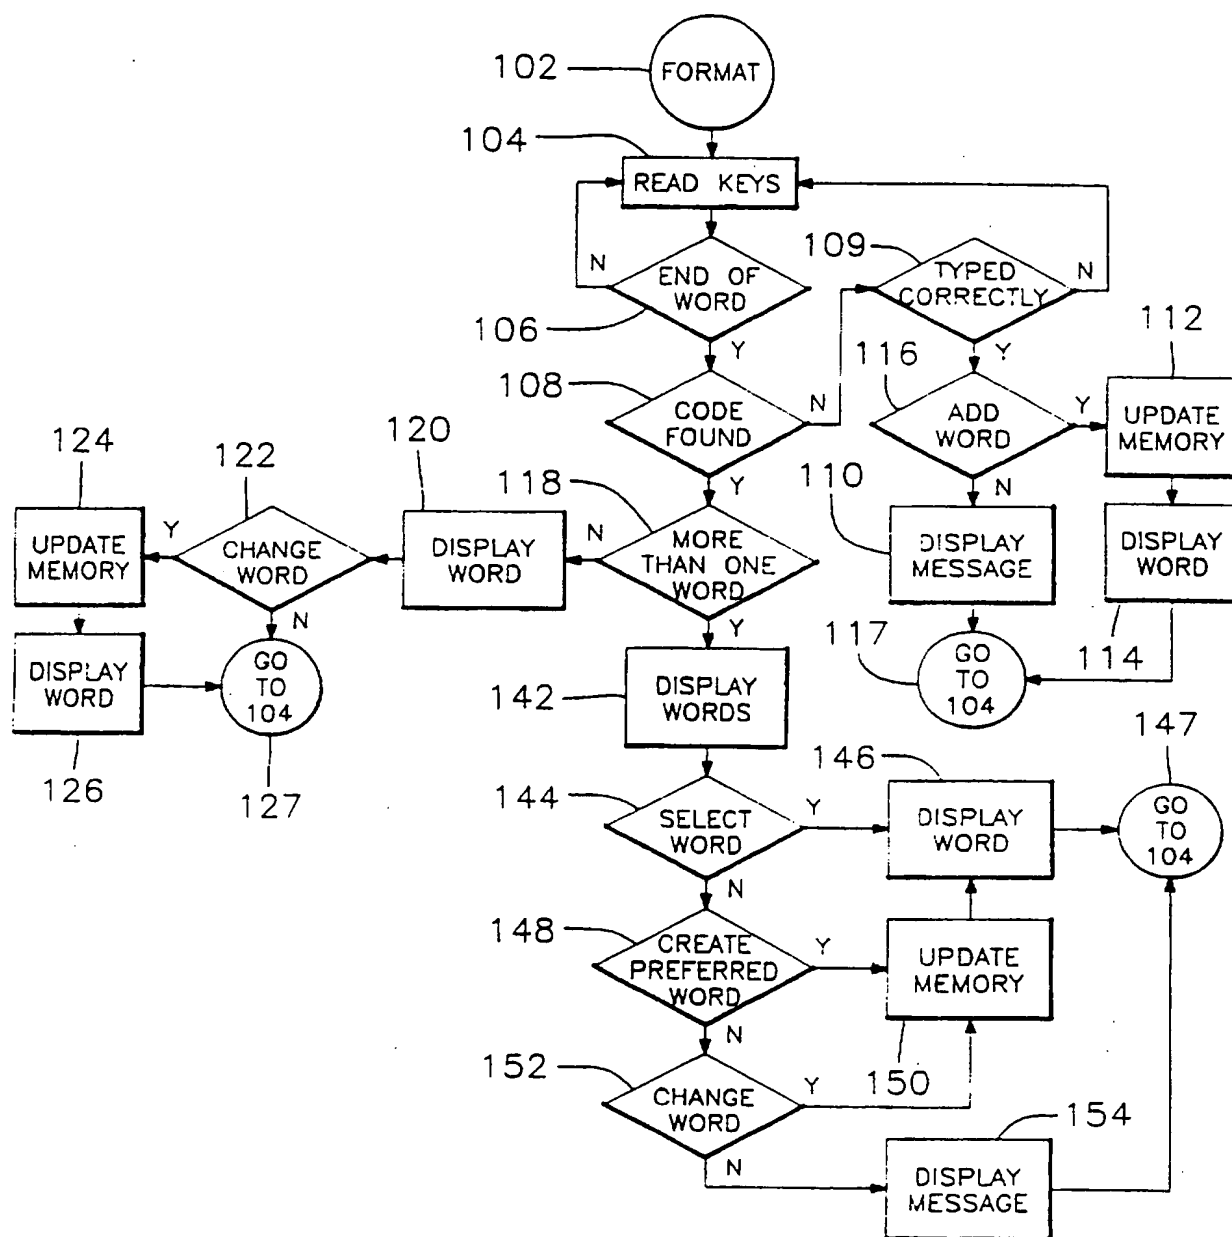 102
FORMAT
104
READ KEYS
109
N
END OF
WORD
TYPED
CORRECTLY
N
106
Y
Y
112
116
108
CODE
FOUND
N
ADD
WORD
Y
UPDATE
MEMORY
124
122
120
118
Y
110
N
Y
UPDATE
MEMORY
CHANGE
WORD
DISPLAY
WORD
N
MORE
THAN ONE
WORD
DISPLAY
MESSAGE
DISPLAY
WORD
N
Y
DISPLAY
WORD
GO
TO
104
117
GO
TO
104
114
142
DISPLAY
WORDS
126
127
146
147
144
SELECT
WORD
Y
DISPLAY
WORD
GO
TO
104
N
148
CREATE
PREFERRED
WORD
Y
UPDATE
MEMORY
N
152
CHANGE
WORD
Y
150
154
N
DISPLAY
MESSAGE